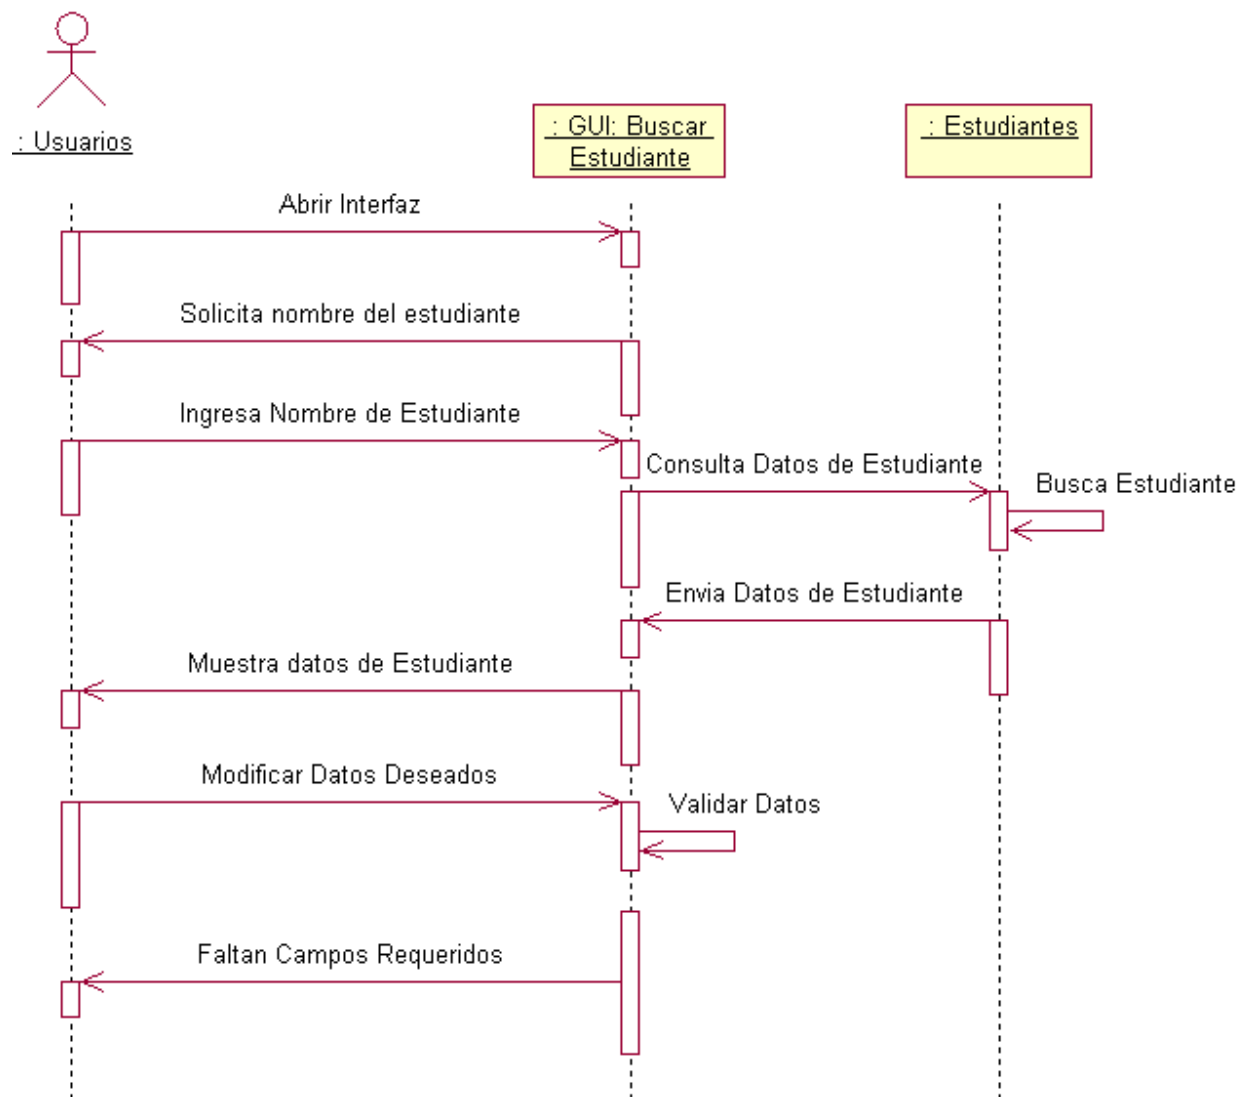 : Usuarios
: GUI: Buscar
Estudiante
: Estudiantes
Abrir Interfaz
Solicita nombre del estudiante
Ingresa Nombre de Estudiante
Consulta Datos de Estudiante
Busca Estudiante
Envia Datos de Estudiante
Muestra datos de Estudiante
Modificar Datos Deseados
Validar Datos
Faltan Campos Requeridos